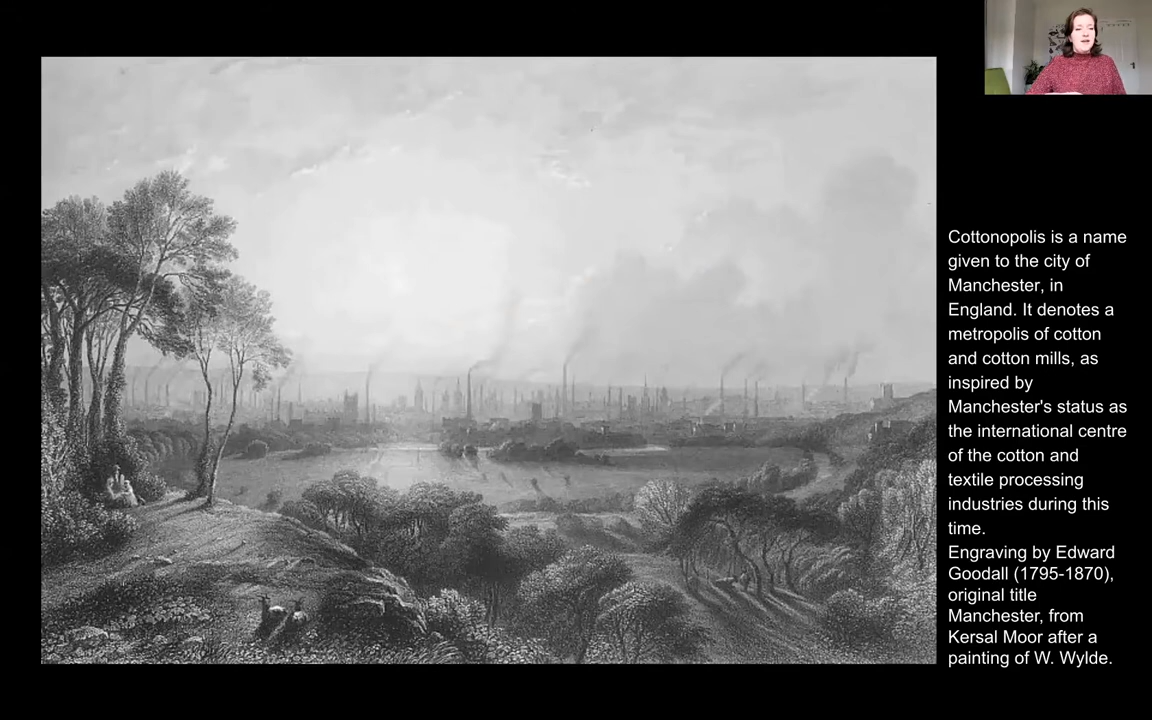 Cottonopolis is a name
given to the city of
Manchester, in
England. It denotes a
metropolis of cotton
and cotton mills, as
inspired by
Manchester's status as
the international centre
of the cotton and
textile processing
industries during this
time.
Engraving by Edward
Goodall (1795-1870),
original title
Manchester, from
Kersal Moor after a
painting of W. Wylde.